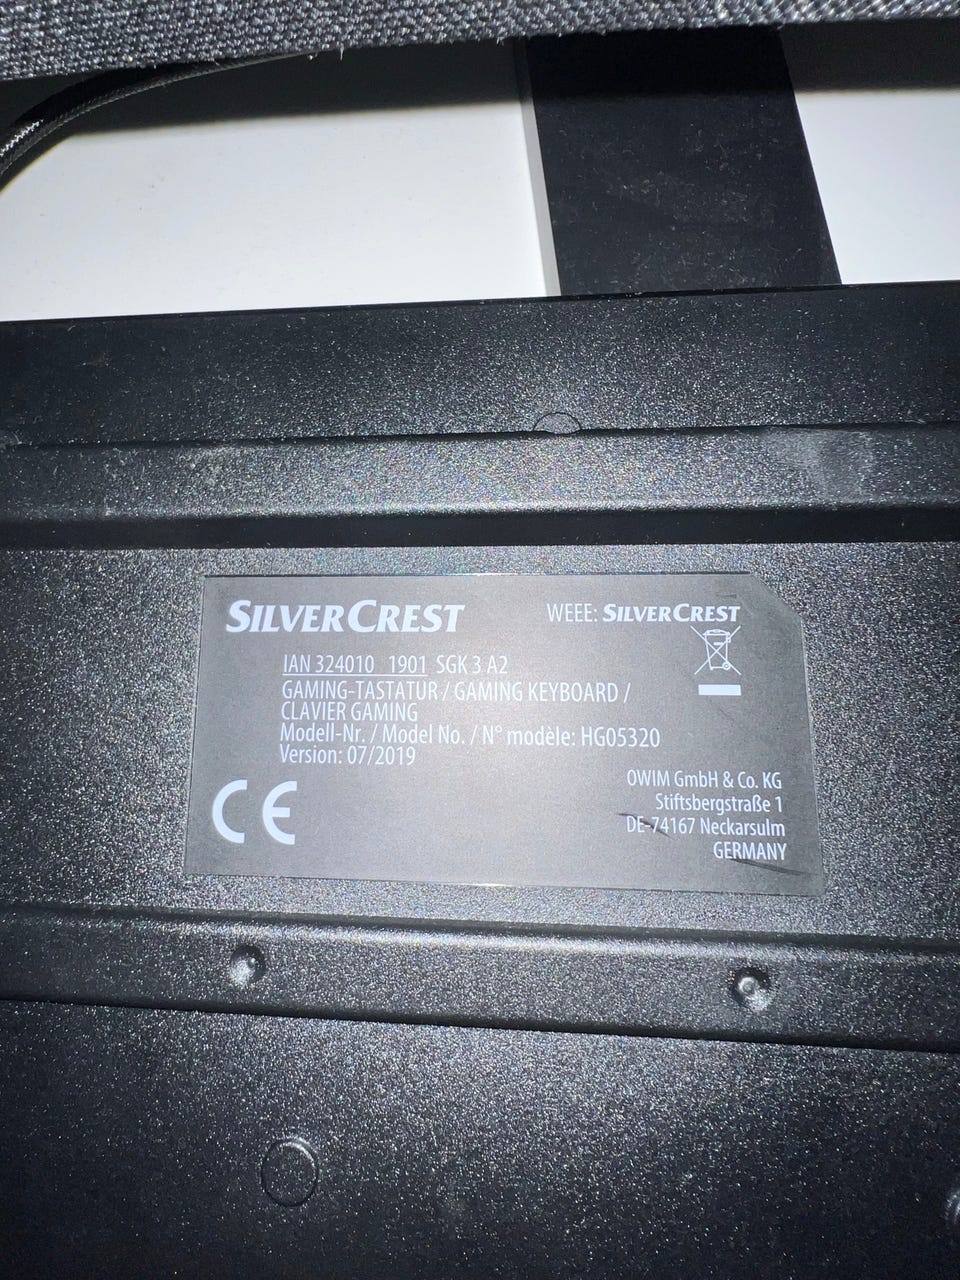 SILVERCREST
WEEE: SILVERCREST
IAN 324010 1901 SGK 3 A2
GAMING-TASTATUR / GAMING KEYBOARD /
CLAVIER GAMING
Modell-Nr. / Model No. / N° modèle: HG05320
Version: 07/2019
CE
OWIM GmbH & Co. KG
Stiftsbergstraße 1
DE-74167 Neckarsulm
GERMANY